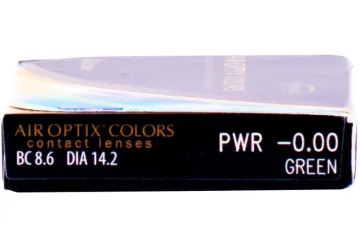 AIR OPTIX™ COLORS
contact lenses
BC 8.6 DIA 14.2
PWR -0.00
GREEN